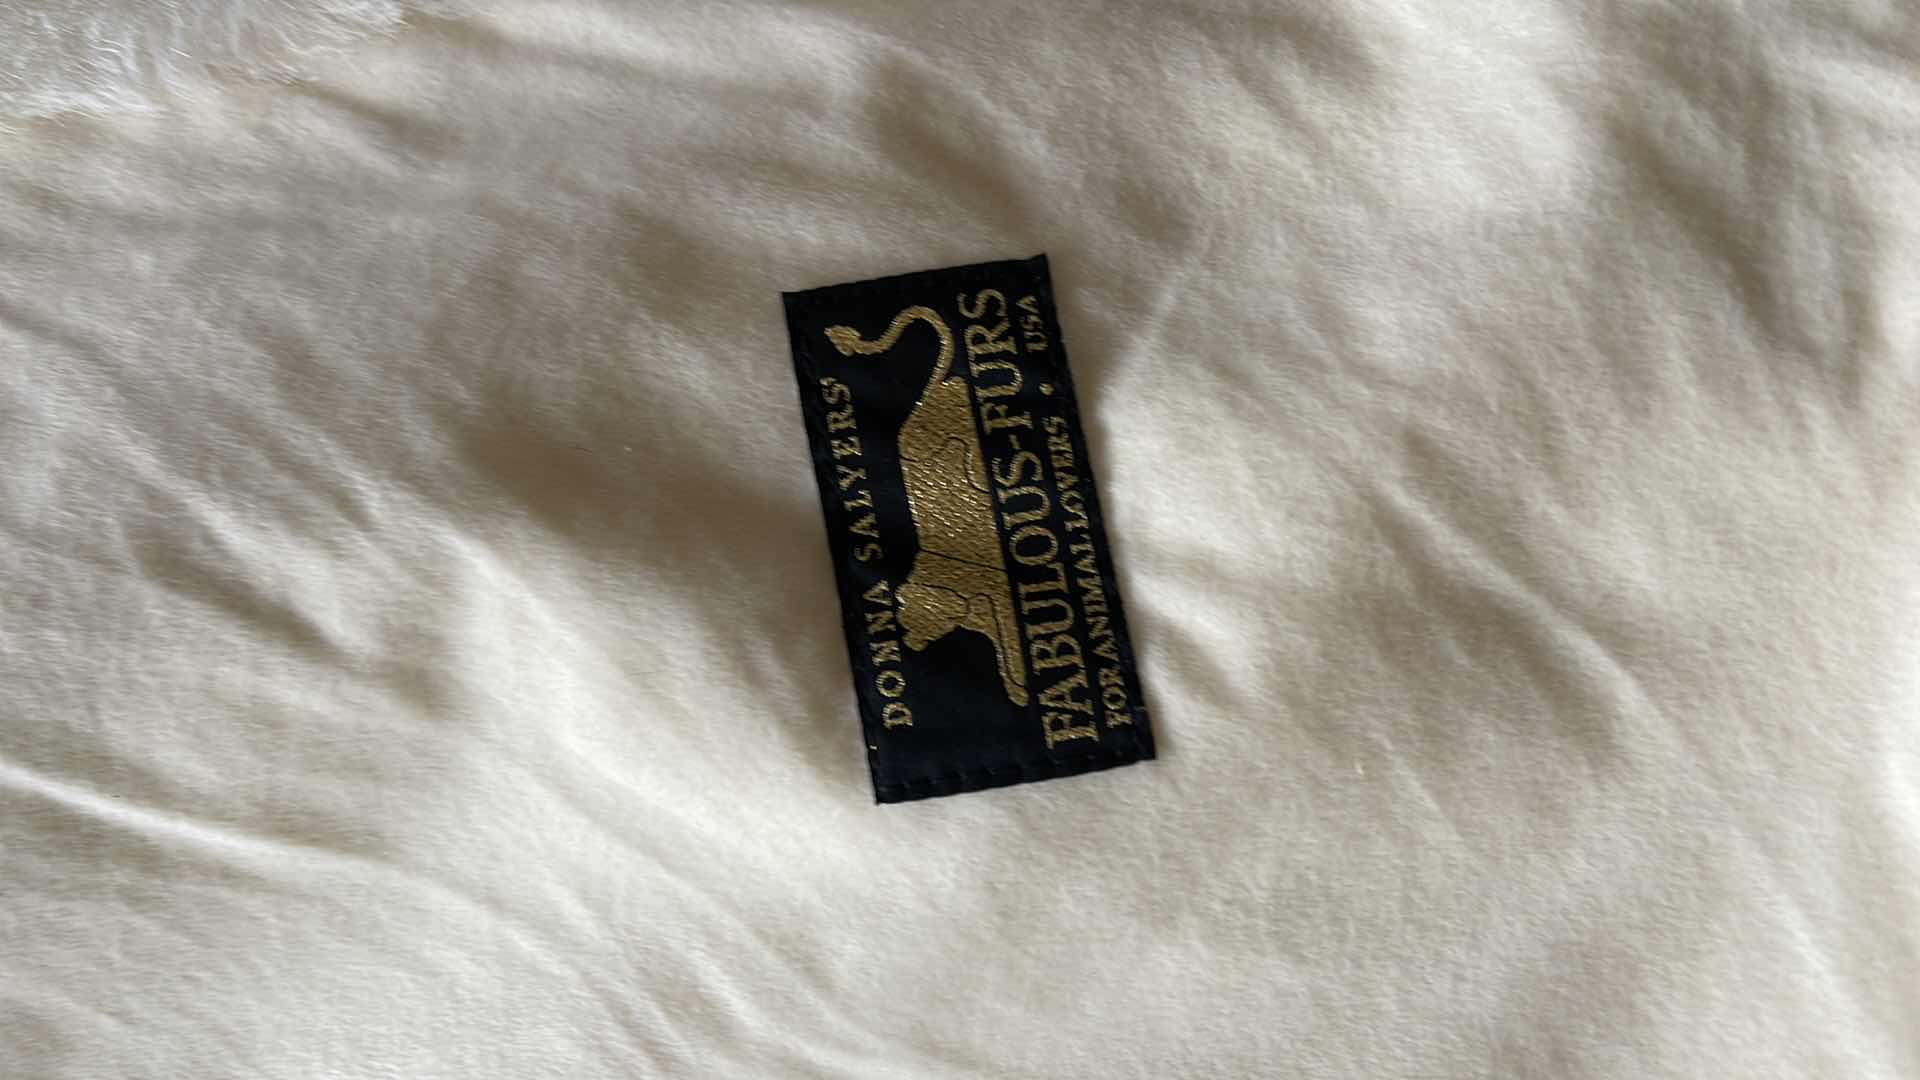 DONNA SALYERS'
FABULOUS-FURS
FOR ANIMAL LOVERS • USA